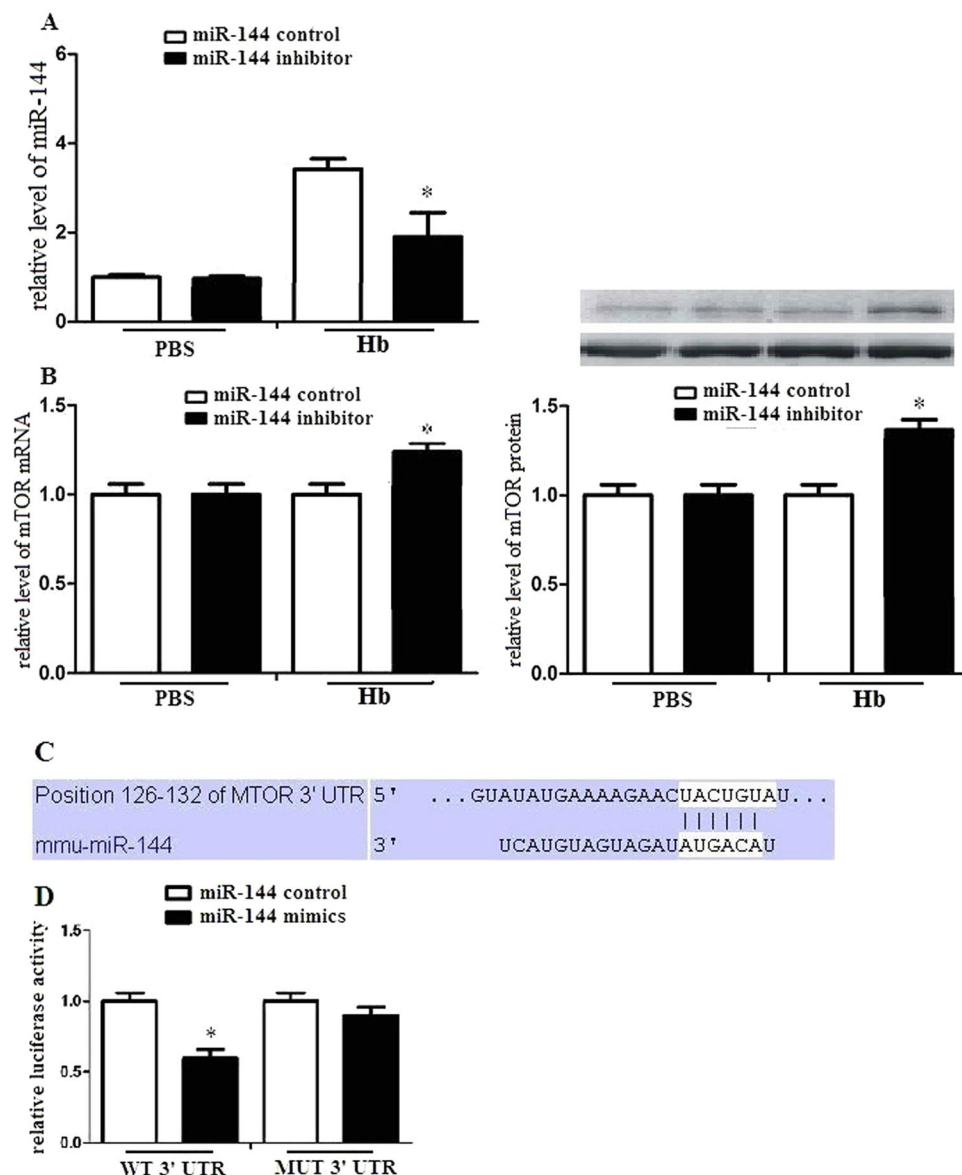 A
miR-144 control
miR-144 inhibitor
relative level of miR-144
6
4
2
0
*
PBS
Hb
B
miR-144 control
miR-144 inhibitor
relative level of mTOR mRNA
1.5
1.0
0.5
0.0
*
PBS
Hb
miR-144 control
miR-144 inhibitor
relative level of mTOR protein
1.5
1.0
0.5
0.0
*
PBS
Hb
C
Position 126-132 of MTOR 3' UTR 5' ...GUAUAUGAAAAGAACUACUGUAU...
| | | | | |
mmu-miR-144 3' UCAUGUAGUAGAUAUGACAU
D
miR-144 control
miR-144 mimics
relative luciferase activity
1.5
1.0
0.5
0.0
*
WT 3' UTR
MUT 3' UTR